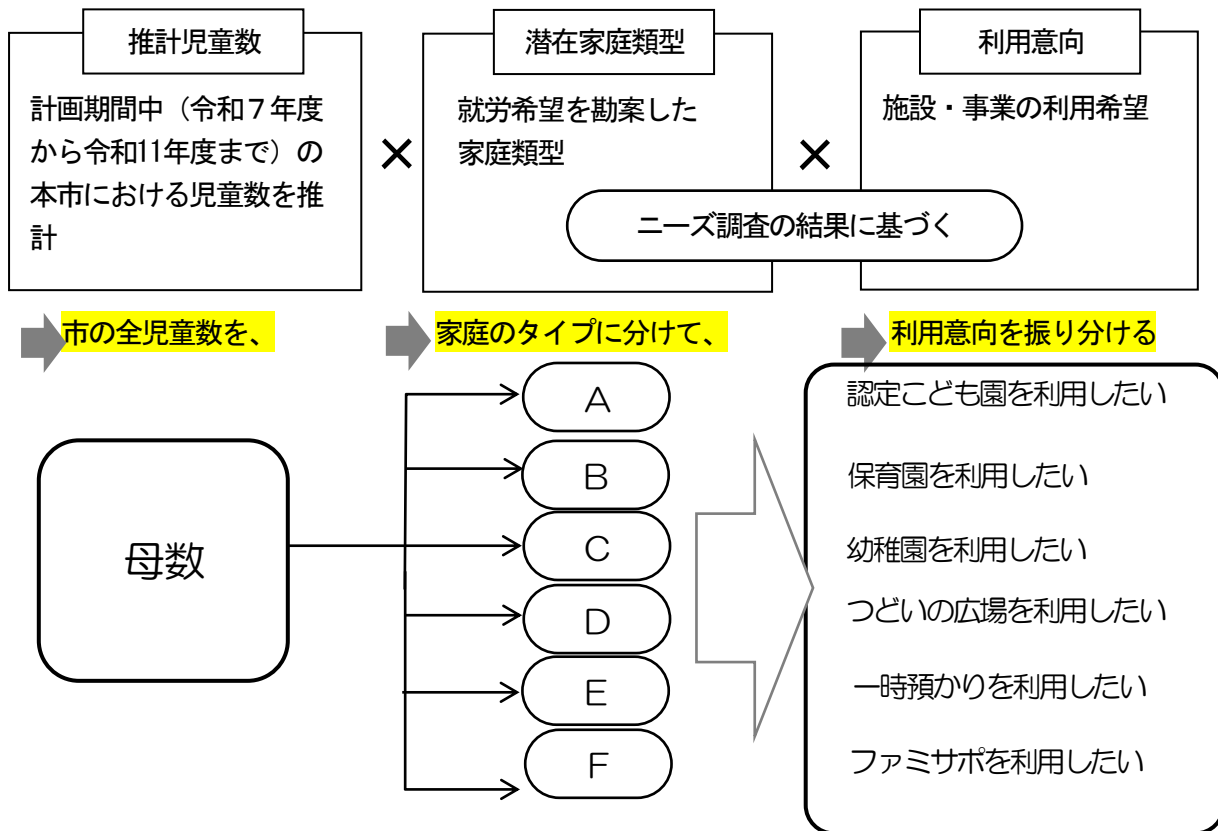 推計児童数
計画期間中（令和７年度
から令和11年度まで）の
本市における児童数を推
計
×
潜在家庭類型
就労希望を勘案した
家庭類型
×
利用意向
施設・事業の利用希望
ニーズ調査の結果に基づく
市の全児童数を、
家庭のタイプに分けて、
利用意向を振り分ける
母数
A
B
C
D
E
F
認定こども園を利用したい
保育園を利用したい
幼稚園を利用したい
つどいの広場を利用したい
一時預かりを利用したい
ファミサポを利用したい